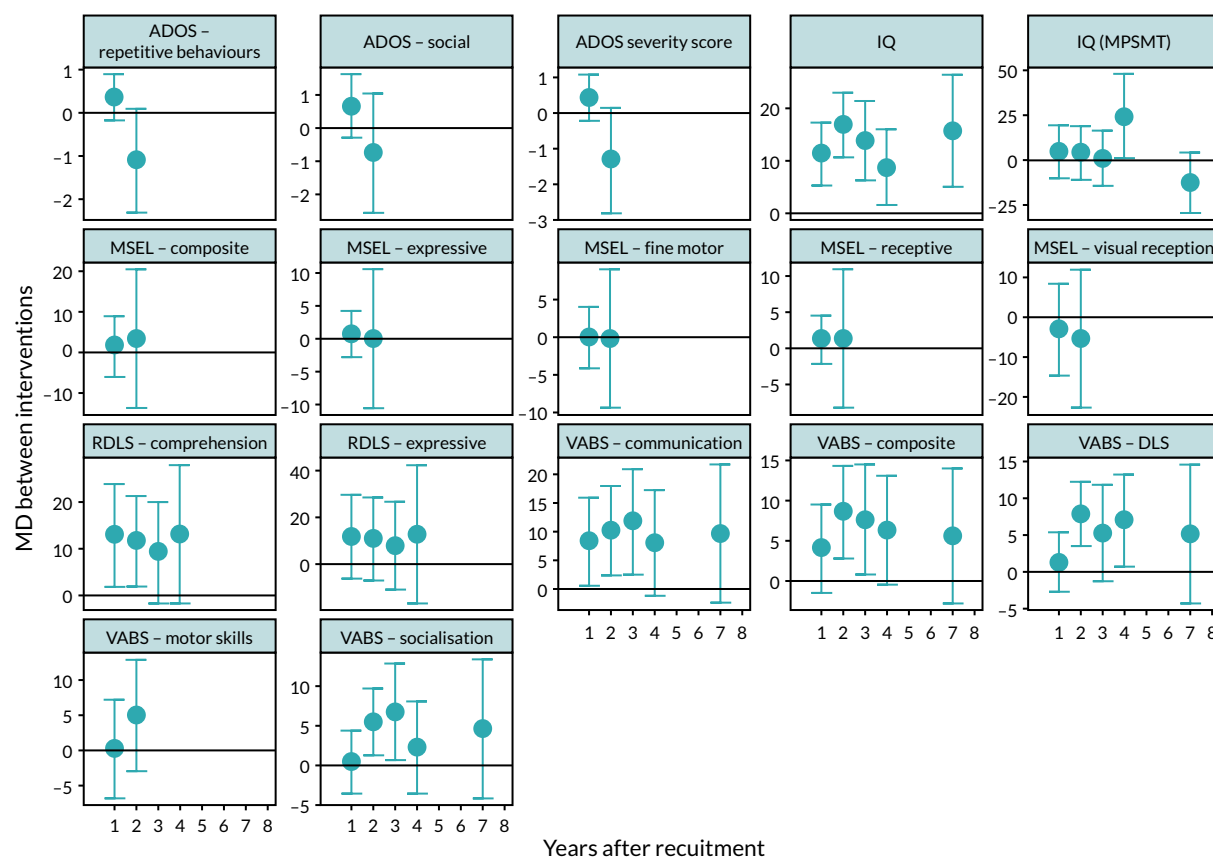 ADOS –
repetitive behaviours
ADOS – social
ADOS severity score
IQ
IQ (MPSMT)
1
0
−1
−2
1
0
−1
−2
1
0
−1
−2
−3
20
10
0
50
25
0
−25
MSEL – composite
MSEL – expressive
MSEL – fine motor
MSEL – receptive
MSEL – visual reception
20
10
0
−10
10
5
0
−5
−10
5
0
−5
−10
10
5
0
−5
10
0
−10
−20
MD between interventions
RDLS – comprehension
RDLS – expressive
VABS – communication
VABS – composite
VABS – DLS
20
10
0
40
20
0
20
15
10
5
0
15
10
5
0
15
10
5
0
−5
1 2 3 4 5 6 7 8
1 2 3 4 5 6 7 8
1 2 3 4 5 6 7 8
VABS – motor skills
VABS – socialisation
10
5
0
−5
10
5
0
−5
1 2 3 4 5 6 7 8
1 2 3 4 5 6 7 8
Years after recuitment